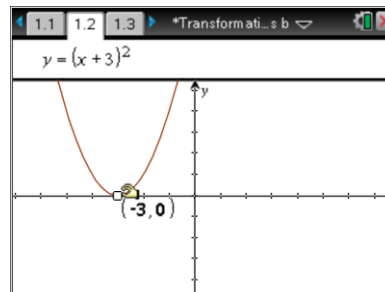 1.1 1.2 1.3 *Transformati...s b
y = (x + 3)²
y
(-3, 0)